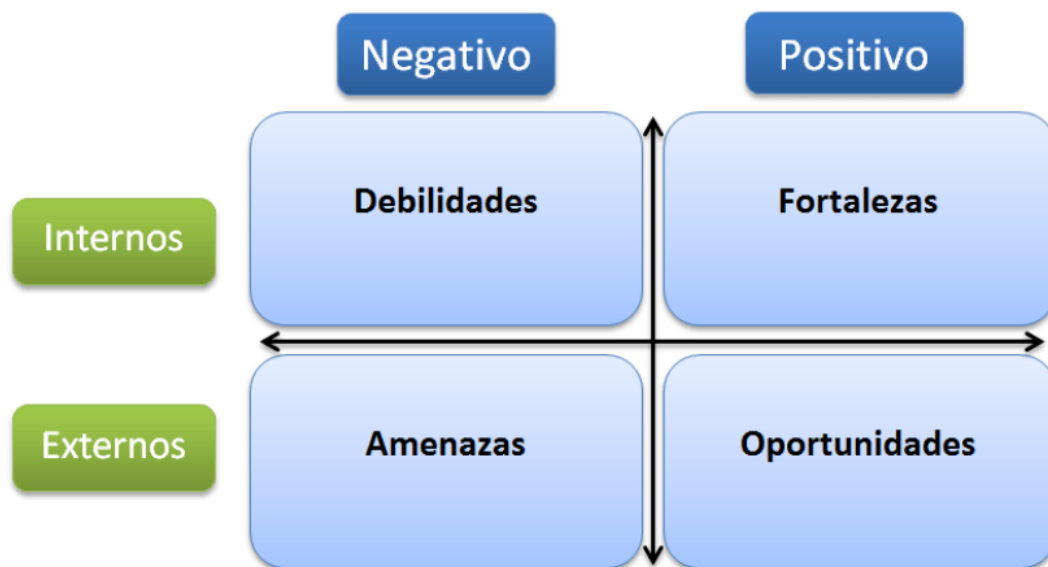 Negativo
Positivo
Internos
Debilidades
Fortalezas
Externos
Amenazas
Oportunidades